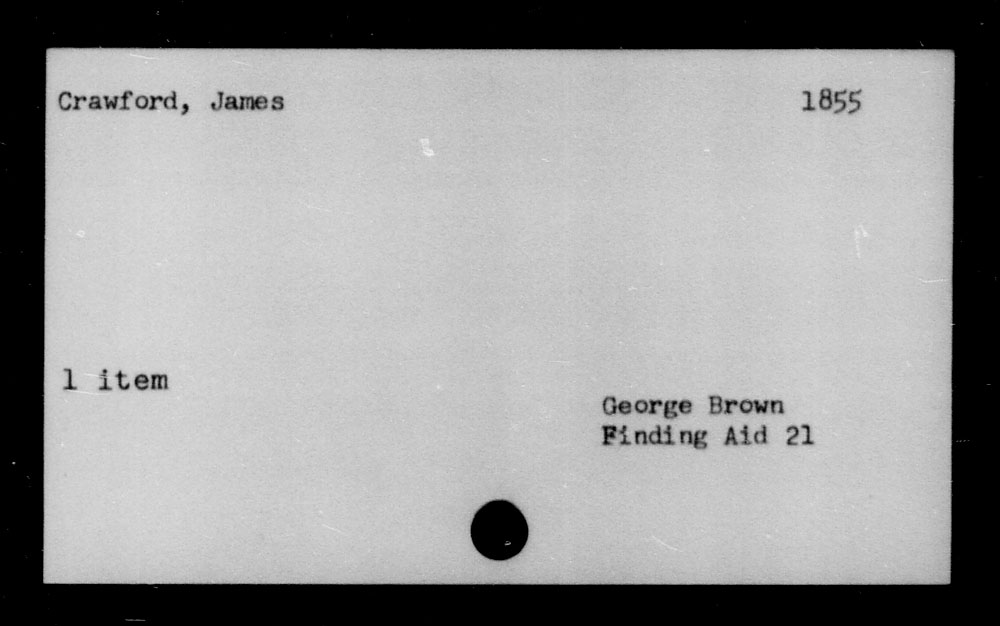 Crawford, James 1855
1 item
George Brown
Finding Aid 21